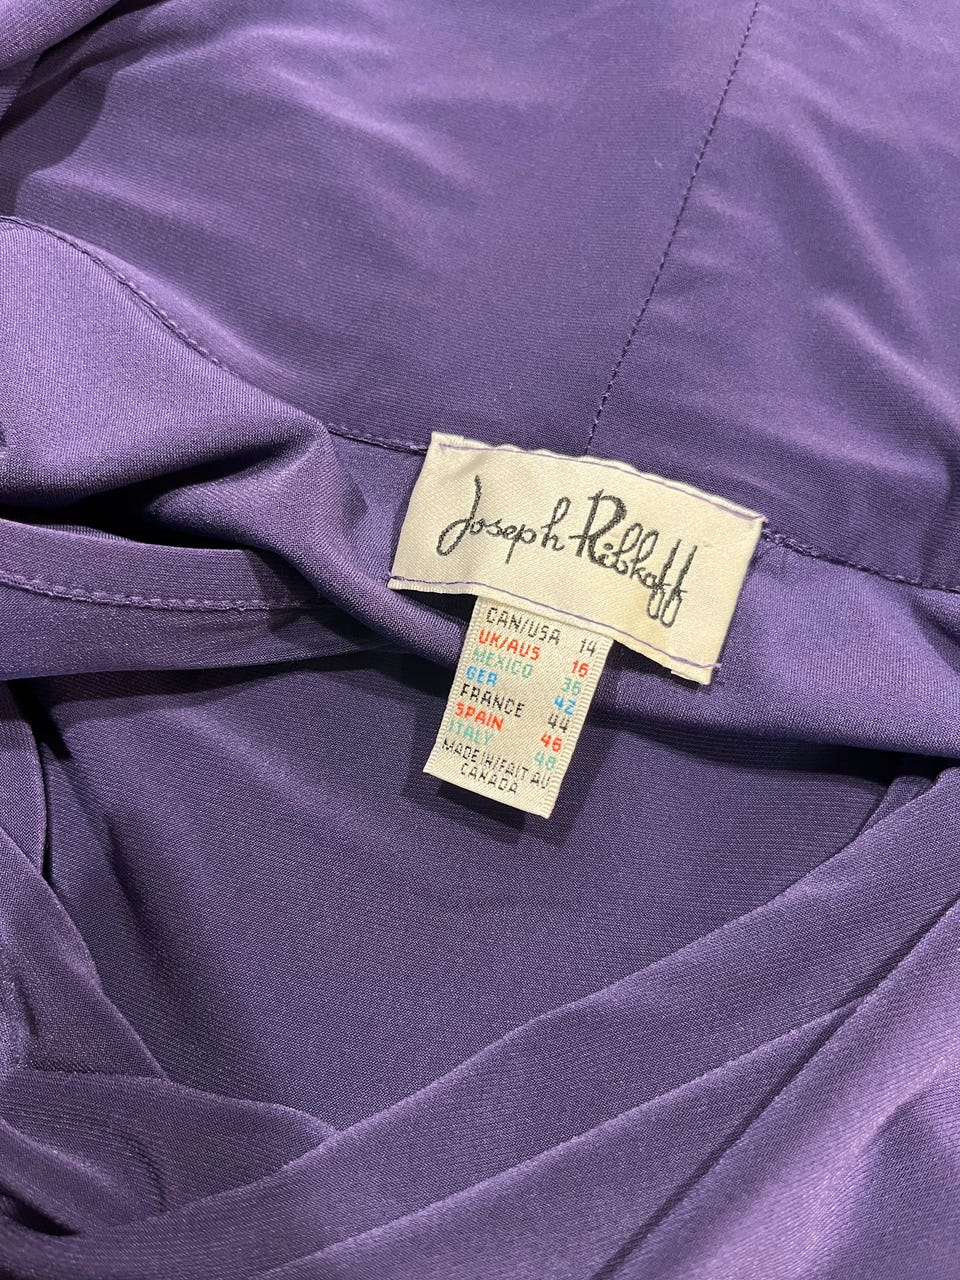 Joseph Ribkoff
CAN/USA 14
UK/AUS 16
MEXICO 36
GER 42
FRANCE 44
SPAIN 46
ITALY 48
MADE IN/FAIT AU
CANADA